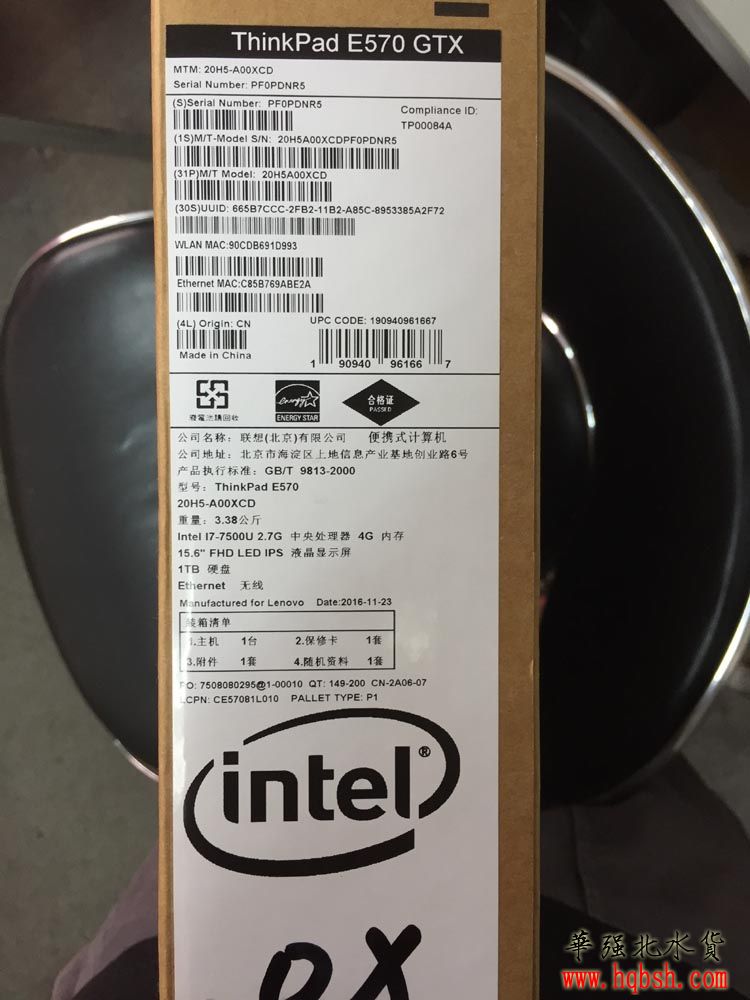 ThinkPad E570 GTX
MTM: 20H5-A00XCD
Serial Number: PF0PDNR5
(S)Serial Number: PF0PDNR5
Compliance ID:
TP00084A
(1S)M/T-Model S/N: 20H5A00XCDPF0PDNR5
(31P)M/T Model: 20H5A00XCD
(30S)UUID: 665B7CCC-2FB2-11B2-A85C-8953385A2F72
WLAN MAC:90CDB691D993
Ethernet MAC:C85B769ABE2A
(4L) Origin: CN
UPC CODE: 190940961667
Made in China
1 90940 96166 7
廢電池請回收
energy
ENERGY STAR
合格证
PASSED
公司名称: 联想(北京)有限公司 便携式计算机
公司地址: 北京市海淀区上地信息产业基地创业路6号
产品执行标准: GB/T 9813-2000
型号: ThinkPad E570
20H5-A00XCD
重量: 3.38公斤
Intel I7-7500U 2.7G 中央处理器 4G 内存
15.6" FHD LED IPS 液晶显示屏
1TB 硬盘
Ethernet 无线
Manufactured for Lenovo Date:2016-11-23
装箱清单
1.主机 1台 2.保修卡 1套
3.附件 1套 4.随机资料 1套
PO: 7508080295@1-00010 QT: 149-200 CN-2A06-07
LCPN: CE57081L010 PALLET TYPE: P1
intel®
華强北水貨
www.hqbsh.com